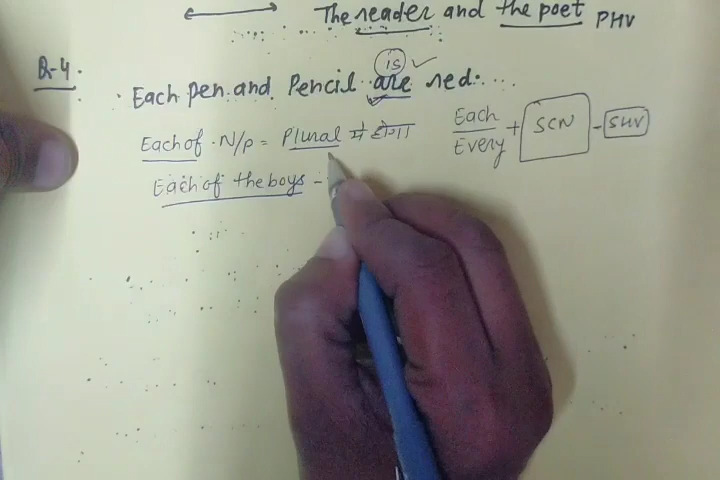 The reader and the poet PHV
Q-4.
is ✓
Each pen and Pencil are red.
Each of N/P = Plural में होगा
Each of the boys -
Each
Every + SCN - SHV